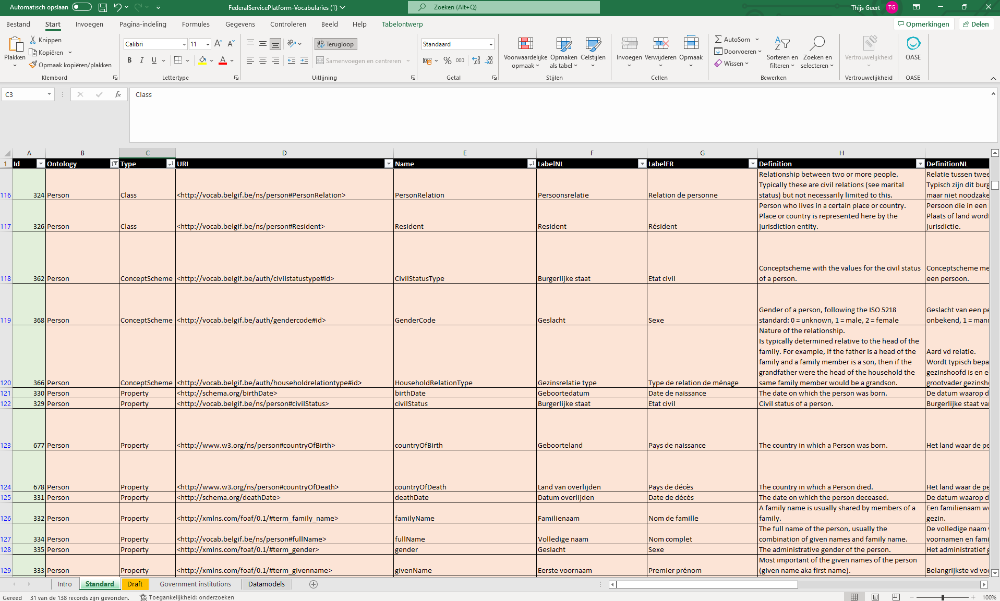 Automatisch opslaan
FederalServicePlatform-Vocabularies (1)
Zoeken (Alt+Q)
Thijs Geert TG
Bestand Start Invoegen Pagina-indeling Formules Gegevens Controleren Beeld Help Tabelontwerp Opmerkingen Delen
Plakken
Knippen
Kopiëren
Opmaak kopiëren/plakken
Klembord
Calibri 11
B I U
Lettertype
Terugloop
Samenvoegen en centreren
Uitlijning
Standaard
% 000
Getal
Voorwaardelijke opmaak
Opmaken als tabel
Celstijlen
Stijlen
Invoegen Verwijderen Opmaak
Cellen
AutoSom
Doorvoeren
Wissen
Sorteren en filteren
Zoeken en selecteren
Bewerken
Vertrouwelijkheid
Vertrouwelijkheid
OASE
OASE
C3 fx Class
A B C D E F G H
1 Id Ontology Type URI Name LabelNL LabelFR Definition DefinitionNL
Relationship between two or more people. Relatie tussen twee
Typically these are civil relations (see marital Typisch zijn dit burg
116 324 Person Class <http://vocab.belgif.be/ns/person#PersonRelation> PersonRelation Persoonsrelatie Relation de personne status) but not necessarily limited to this. maar niet noodzake
Person who lives in a certain place or country. Persoon die in een
Place or country is represented here by the Plaats of land word
117 326 Person Class <http://vocab.belgif.be/ns/person#Resident> Resident Resident Résident jurisdiction entity. jurisdictie.
Conceptscheme with the values for the civil status Conceptscheme me
118 362 Person ConceptScheme <http://vocab.belgif.be/auth/civilstatustype#id> CivilStatusType Burgerlijke staat Etat civil of a person. een persoon.
Gender of a person, following the ISO 5218 Geslacht van een pe
119 368 Person ConceptScheme <http://vocab.belgif.be/auth/gendercode#id> GenderCode Geslacht Sexe standard: 0 = unknown, 1 = male, 2 = female onbekend, 1 = man
Nature of the relationship.
Is typically determined relative to the head of the
family. For example, if the father is a head of the Aard vd relatie.
family and a family member is a son, then if the Wordt typisch bepa
grandfather were the head of the household the gezinshoofd is en e
120 366 Person ConceptScheme <http://vocab.belgif.be/auth/householdrelationtype#id> HouseholdRelationType Gezinsrelatie type Type de relation de ménage same family member would be a grandson. grootvader gezinsh
121 330 Person Property <http://schema.org/birthDate> birthDate Geboortedatum Date de naissance The date on which the person was born. De datum waarop d
122 329 Person Property <http://vocab.belgif.be/ns/person#civilStatus> civilStatus Burgerlijke staat Etat civil Civil status of a person. Burgerlijke staat va
123 677 Person Property <http://www.w3.org/ns/person#countryOfBirth> countryOfBirth Geboorteland Pays de naissance The country in which a Person was born. Het land waar de pe
124 678 Person Property <http://www.w3.org/ns/person#countryOfDeath> countryOfDeath Land van overlijden Pays de décès The country in which a Person died. Het land waar de pe
125 331 Person Property <http://schema.org/deathDate> deathDate Datum overlijden Date de décès The date on which the person deceased. De datum waarop d
A family name is usually shared by members of a Een familienaam w
126 332 Person Property <http://xmlns.com/foaf/0.1/#term_family_name> familyName Familienaam Nom de famille family. gezin.
The full name of the person, usually the De volledige naam
127 334 Person Property <http://vocab.belgif.be/ns/person#fullName> fullName Volledige naam Nom complet combination of given names and family name. voornamen en fami
128 335 Person Property <http://xmlns.com/foaf/0.1/#term_gender> gender Geslacht Sexe The administrative gender of the person. Het administratief g
Most important of the given names of the person
129 333 Person Property <http://xmlns.com/foaf/0.1/#term_givenname> givenName Eerste voornaam Premier prénom (given name aka first name). Belangrijkste vd voo
Intro Standard Draft Government institutions Datamodels
Gereed 31 van de 138 records zijn gevonden. Toegankelijkheid: onderzoeken 100%